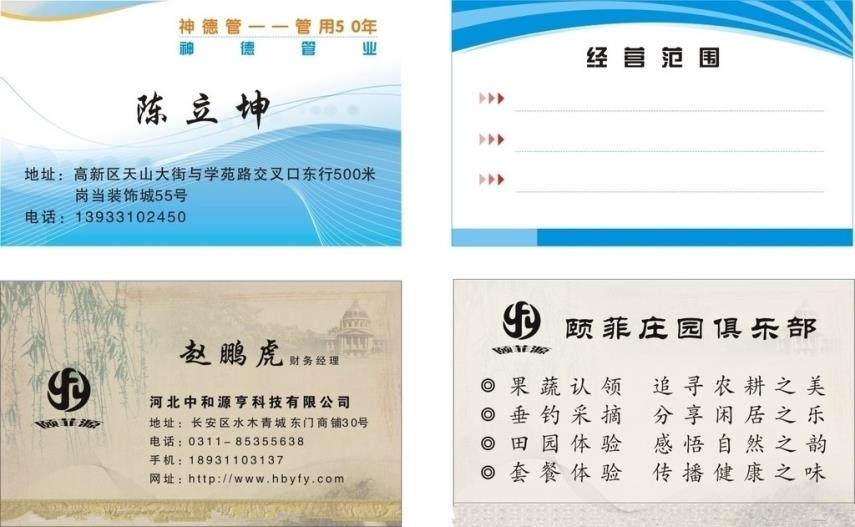 神德管——管用50年
神德管业
陈立坤
地址：高新区天山大街与学苑路交叉口东行500米
岗当装饰城55号
电话：13933102450
经营范围
赵鹏虎 财务经理
颐菲源
河北中和源亨科技有限公司
地址：长安区水木青城东门商铺30号
电话：0311-85355638
手机：18931103137
网址：http://www.hbyfy.com
颐菲源
颐菲庄园俱乐部
◎ 果蔬认领 追寻农耕之美
◎ 垂钓采摘 分享闲居之乐
◎ 田园体验 感悟自然之韵
◎ 套餐体验 传播健康之味